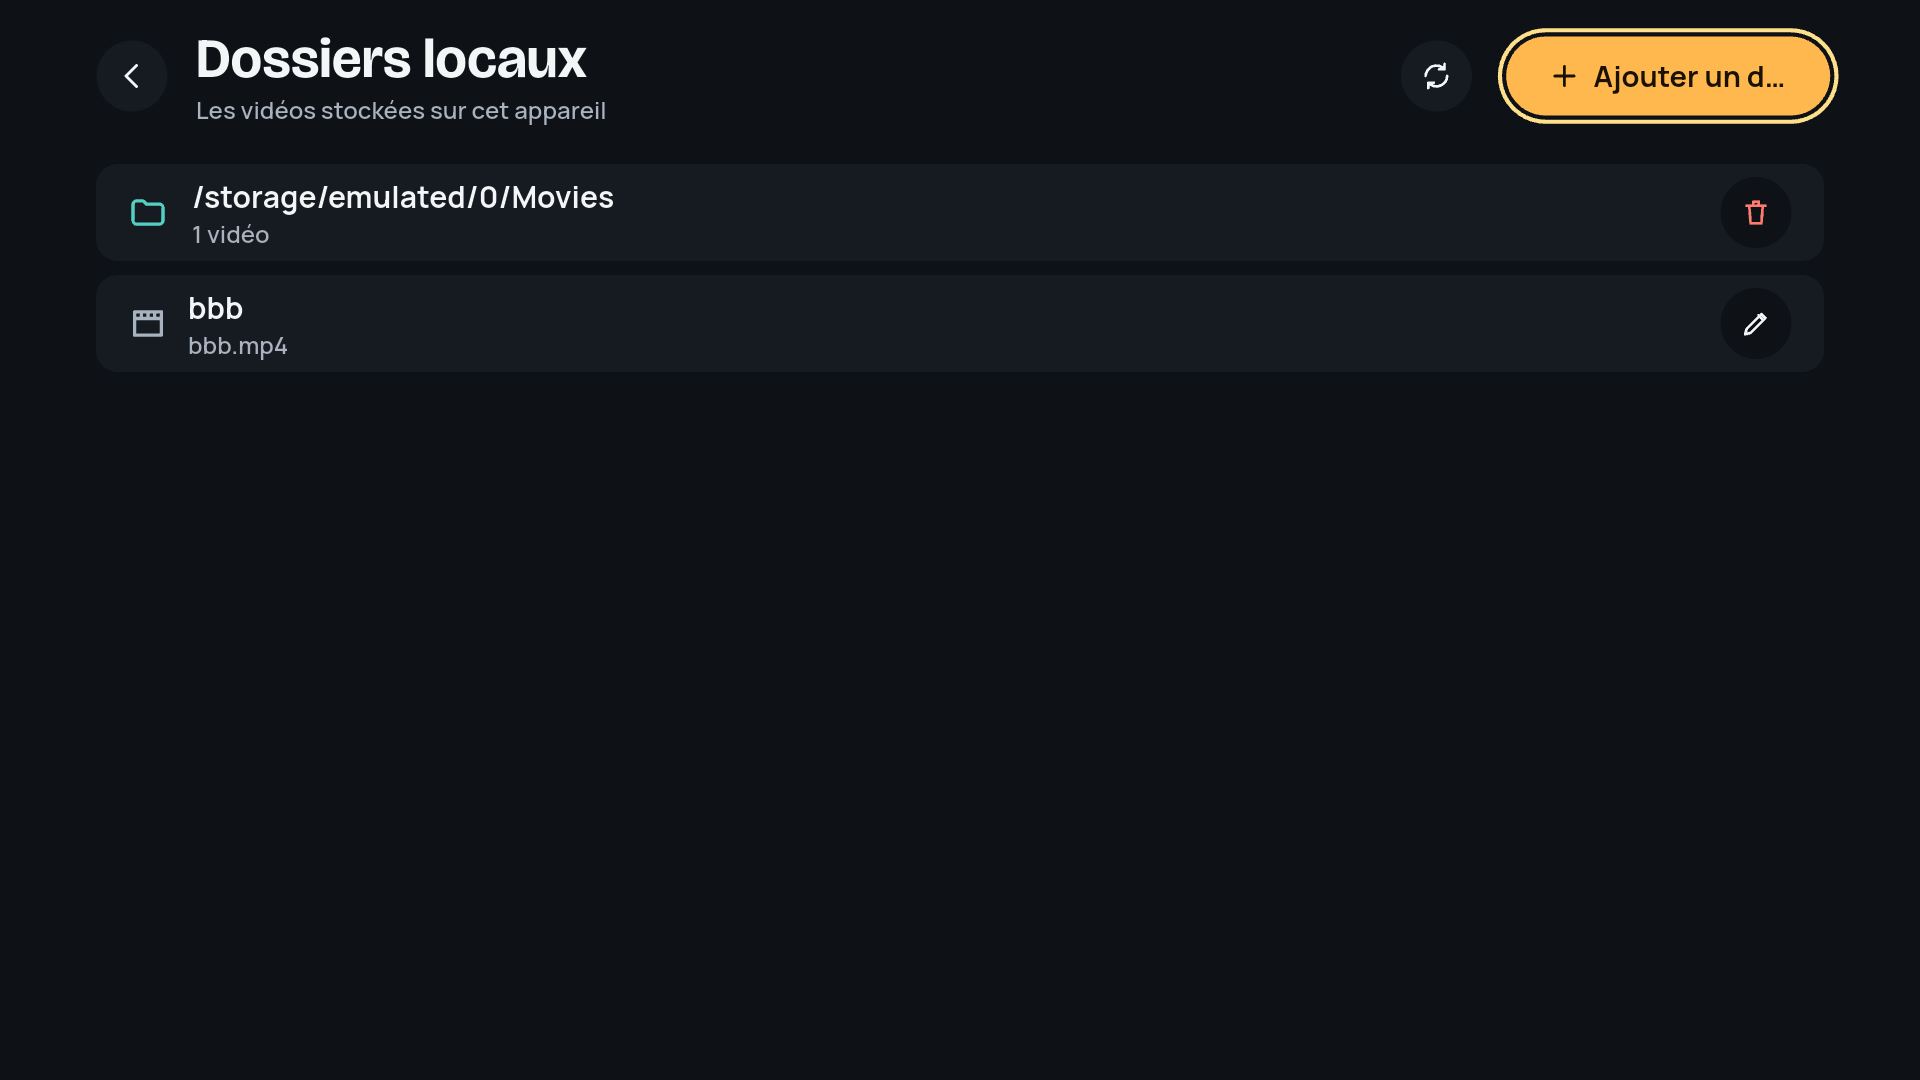 Dossiers locaux
Les vidéos stockées sur cet appareil
Ajouter un d...
/storage/emulated/0/Movies
1 vidéo
bbb
bbb.mp4